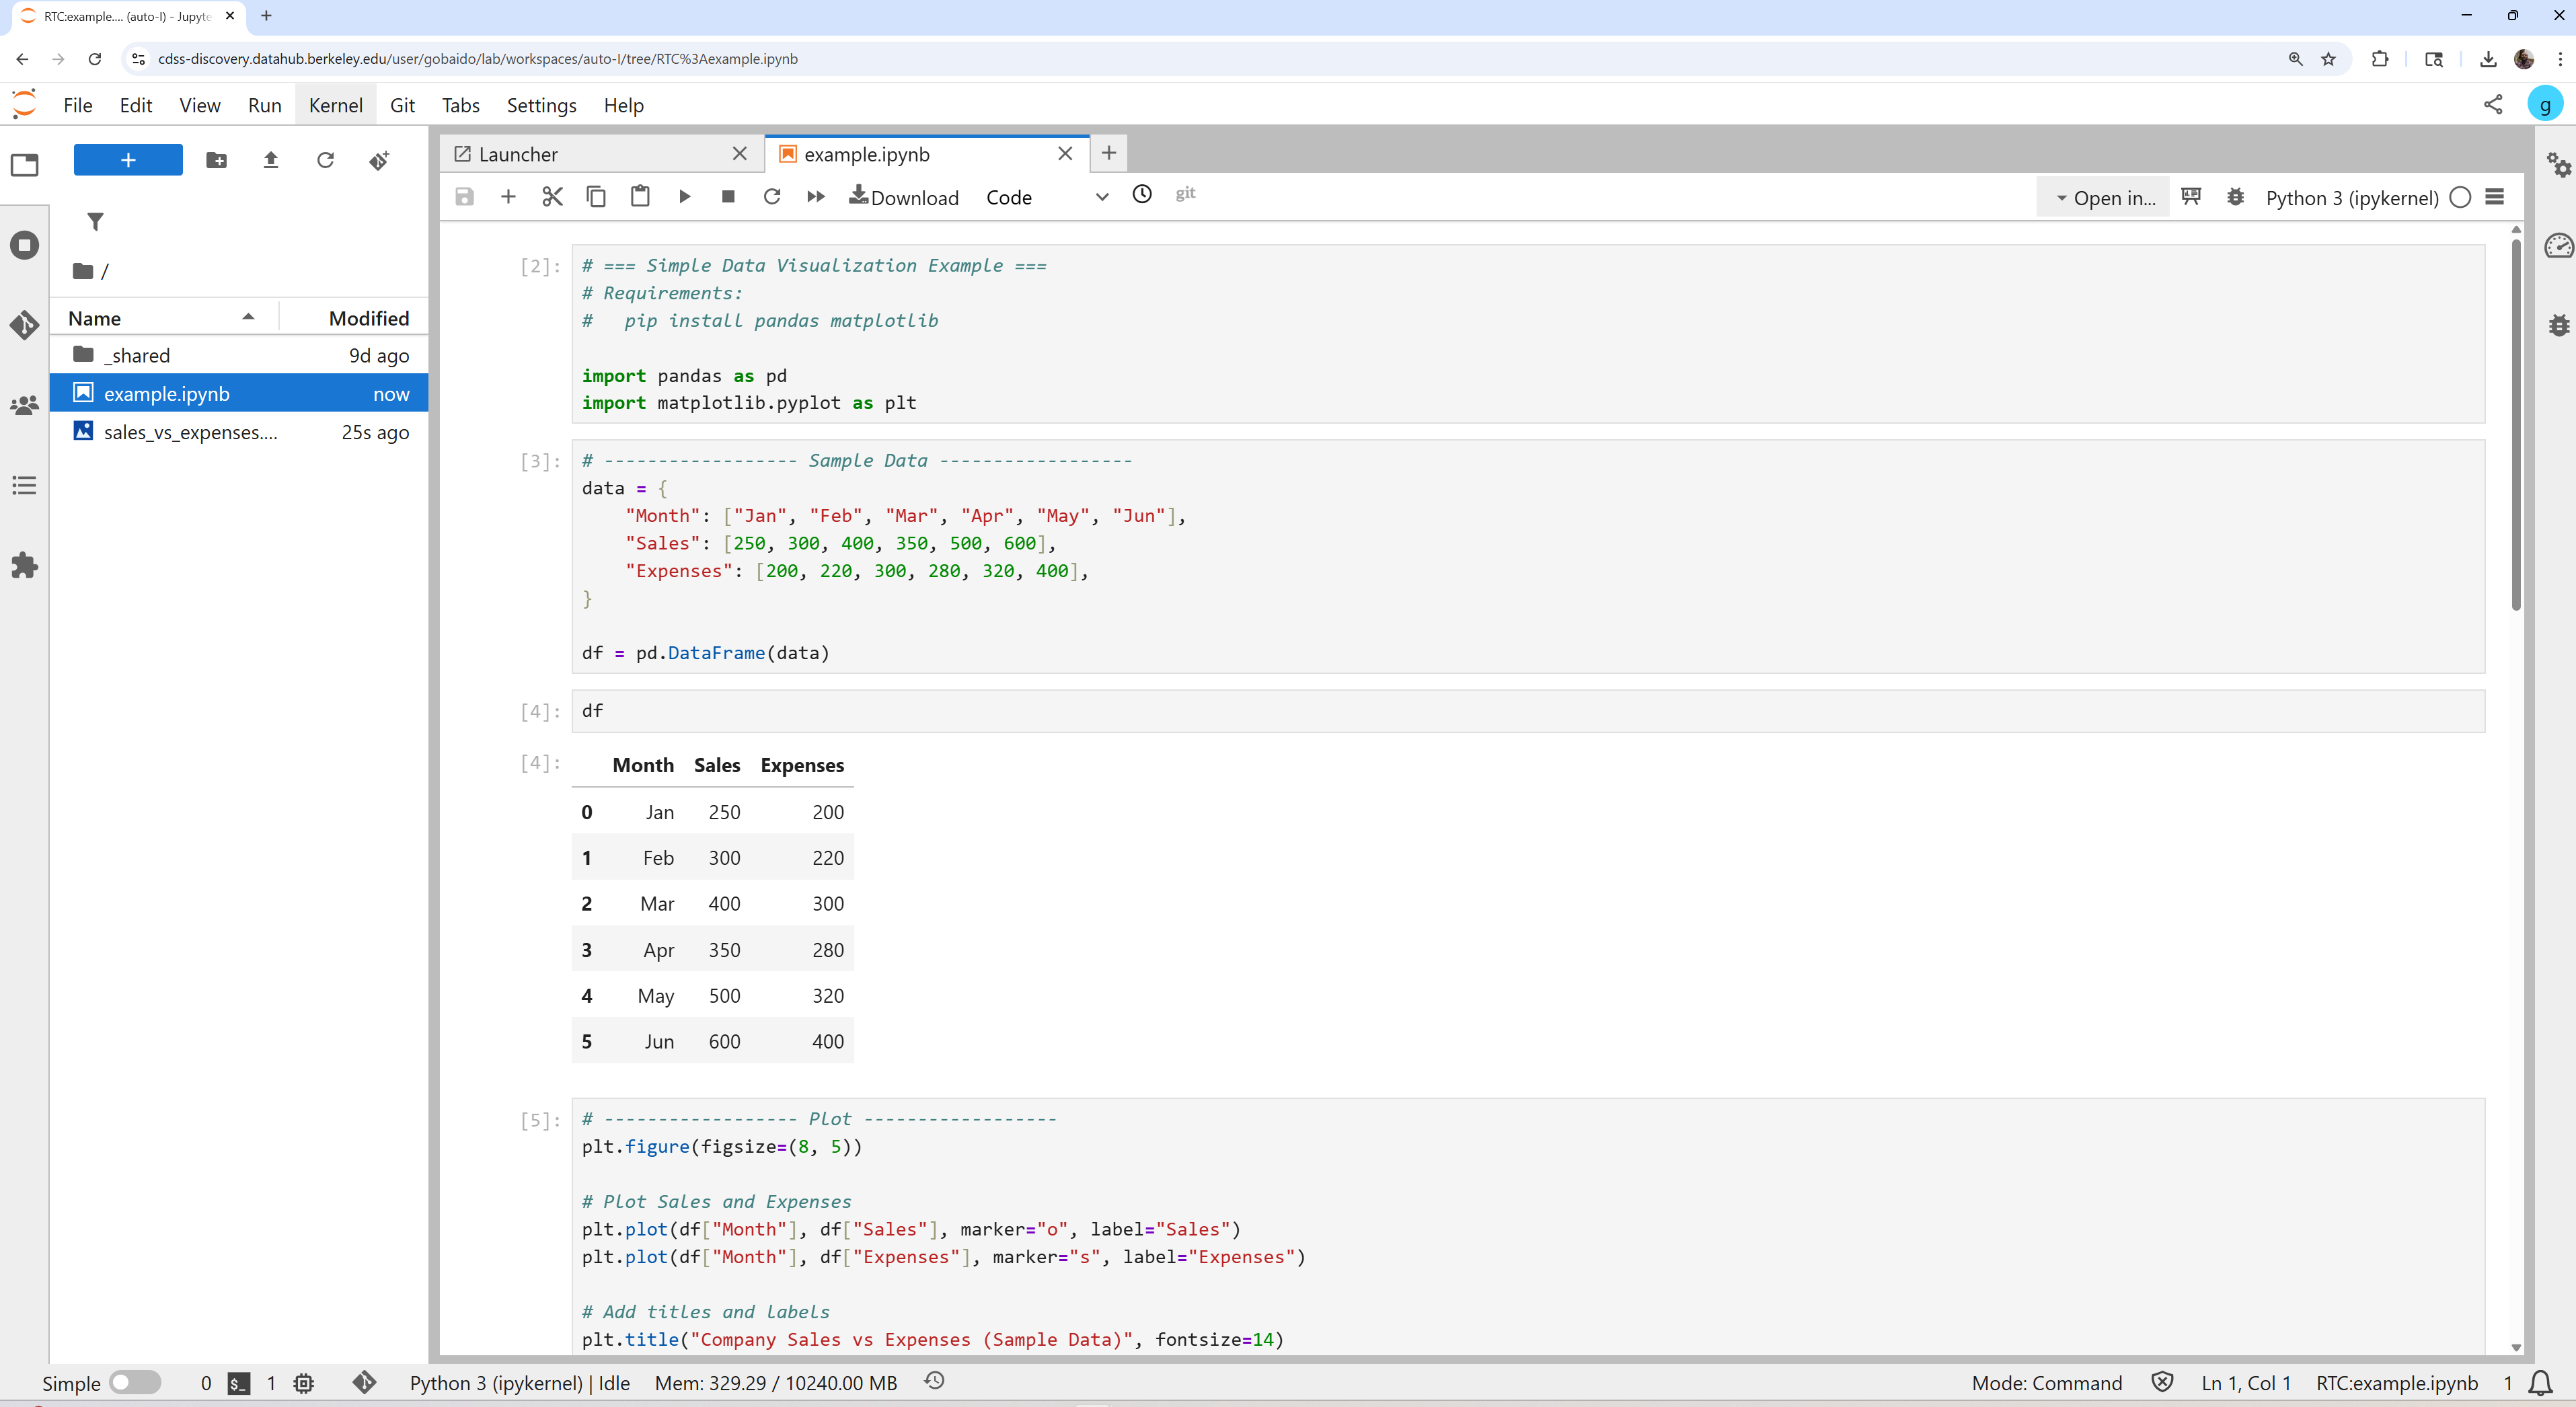 RTC:example.... (auto-I) - Jupyte
cdss-discovery.datahub.berkeley.edu/user/gobaido/lab/workspaces/auto-I/tree/RTC%3Aexample.ipynb
File Edit View Run Kernel Git Tabs Settings Help
g
Launcher
example.ipynb
Download Code
git
Open in...
Python 3 (ipykernel)
/
Name Modified
_shared 9d ago
example.ipynb now
sales_vs_expenses.... 25s ago
[2]: # === Simple Data Visualization Example ===
# Requirements:
#   pip install pandas matplotlib
import pandas as pd
import matplotlib.pyplot as plt
[3]: # ------------------ Sample Data ------------------
data = {
    "Month": ["Jan", "Feb", "Mar", "Apr", "May", "Jun"],
    "Sales": [250, 300, 400, 350, 500, 600],
    "Expenses": [200, 220, 300, 280, 320, 400],
}
df = pd.DataFrame(data)
[4]: df
[4]: Month Sales Expenses
0 Jan 250 200
1 Feb 300 220
2 Mar 400 300
3 Apr 350 280
4 May 500 320
5 Jun 600 400
[5]: # ------------------ Plot ------------------
plt.figure(figsize=(8, 5))
# Plot Sales and Expenses
plt.plot(df["Month"], df["Sales"], marker="o", label="Sales")
plt.plot(df["Month"], df["Expenses"], marker="s", label="Expenses")
# Add titles and labels
plt.title("Company Sales vs Expenses (Sample Data)", fontsize=14)
Simple 0 $_ 1 Python 3 (ipykernel) | Idle Mem: 329.29 / 10240.00 MB Mode: Command Ln 1, Col 1 RTC:example.ipynb 1